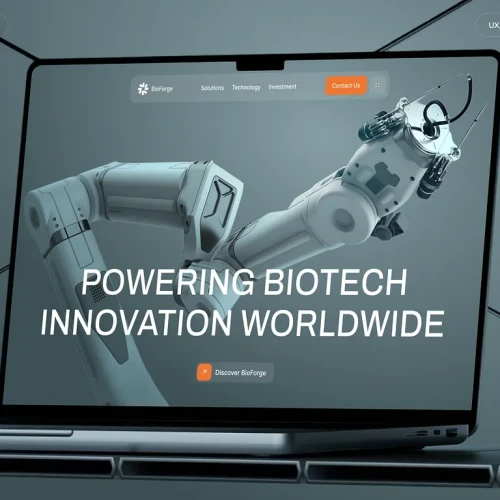 UX
BioForge
Solutions Technology Investment
Contact Us
POWERING BIOTECH
INNOVATION WORLDWIDE
Discover BioForge